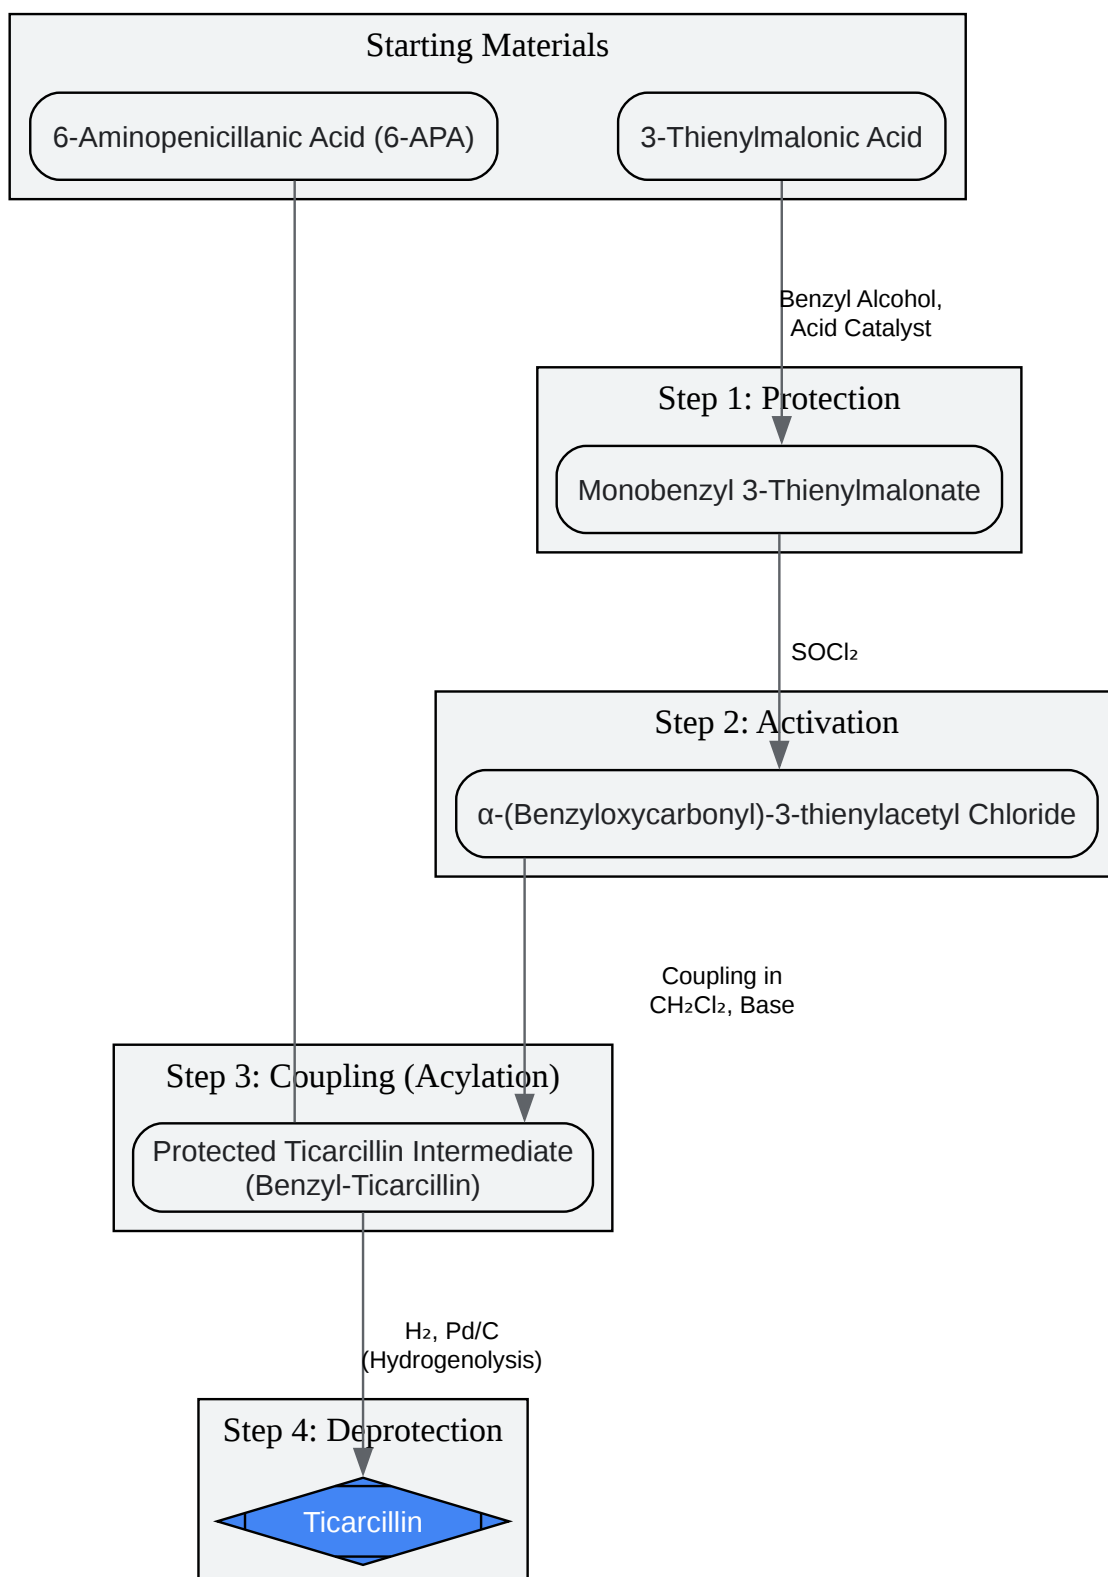 Starting Materials
6-Aminopenicillanic Acid (6-APA)
3-Thienylmalonic Acid
Benzyl Alcohol,
Acid Catalyst
Step 1: Protection
Monobenzyl 3-Thienylmalonate
SOCl₂
Step 2: Activation
α-(Benzyloxycarbonyl)-3-thienylacetyl Chloride
Coupling in
CH₂Cl₂, Base
Step 3: Coupling (Acylation)
Protected Ticarcillin Intermediate
(Benzyl-Ticarcillin)
H₂, Pd/C
(Hydrogenolysis)
Step 4: Deprotection
Ticarcillin